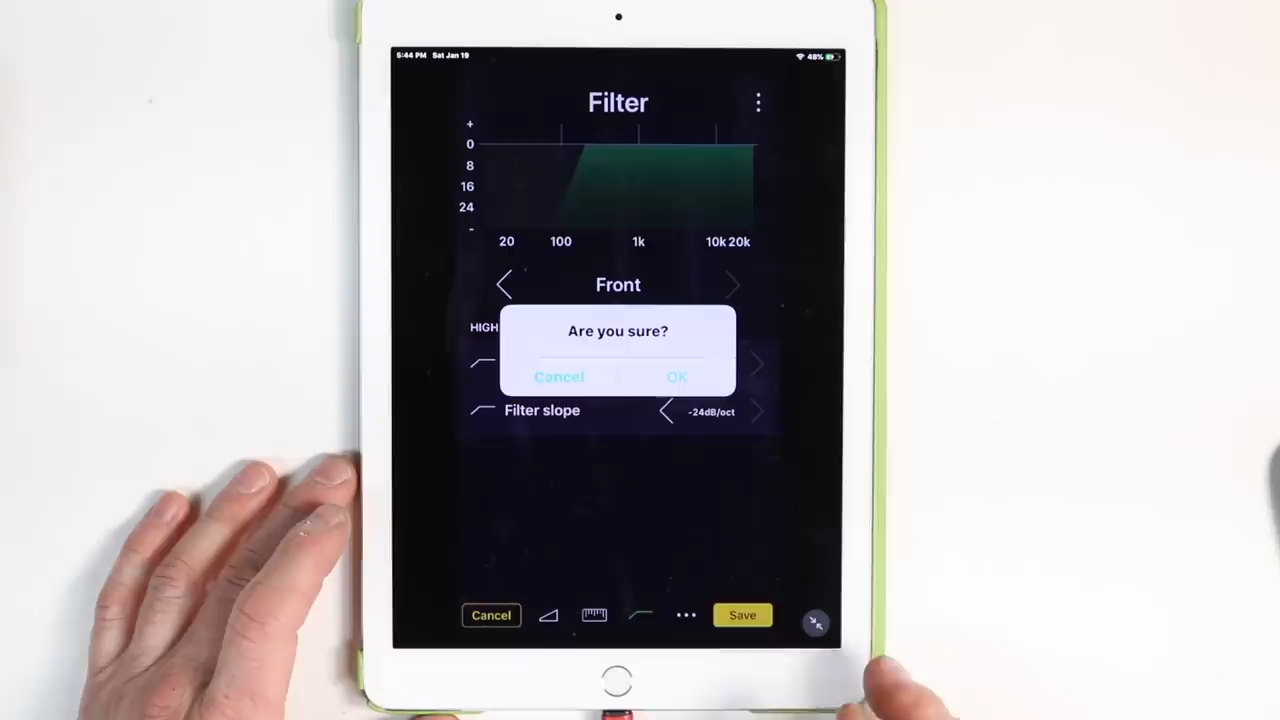 5:44 PM Sat Jan 19
48%
Filter
+
0
8
16
24
-
20 100 1k 10k 20k
Front
HIGH
Are you sure?
Cancel OK
Filter slope -24dB/oct
Cancel Save